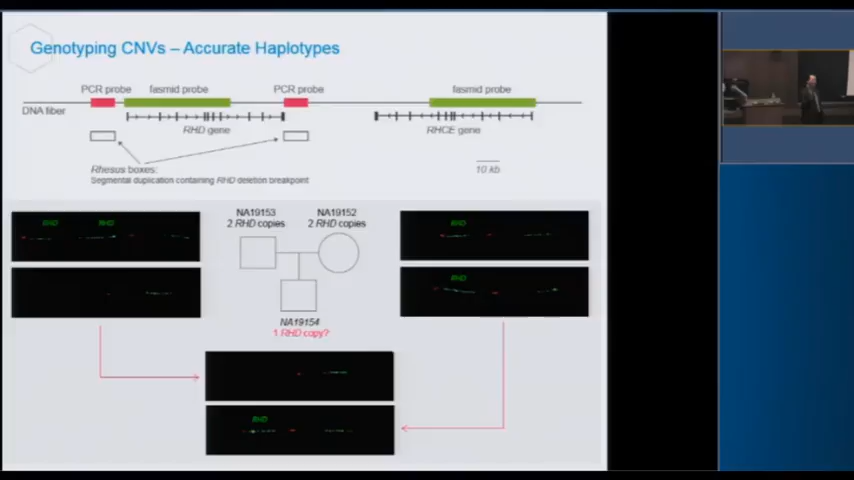 Genotyping CNVs – Accurate Haplotypes
PCR probe
fasmid probe
PCR probe
fasmid probe
DNA fiber
RHD gene
RHCE gene
Rhesus boxes:
Segmental duplication containing RHD deletion breakpoint
10 kb
NA19153
2 RHD copies
NA19152
2 RHD copies
RHD
RHD
RHD
RHD
NA19154
1 RHD copy?
RHD